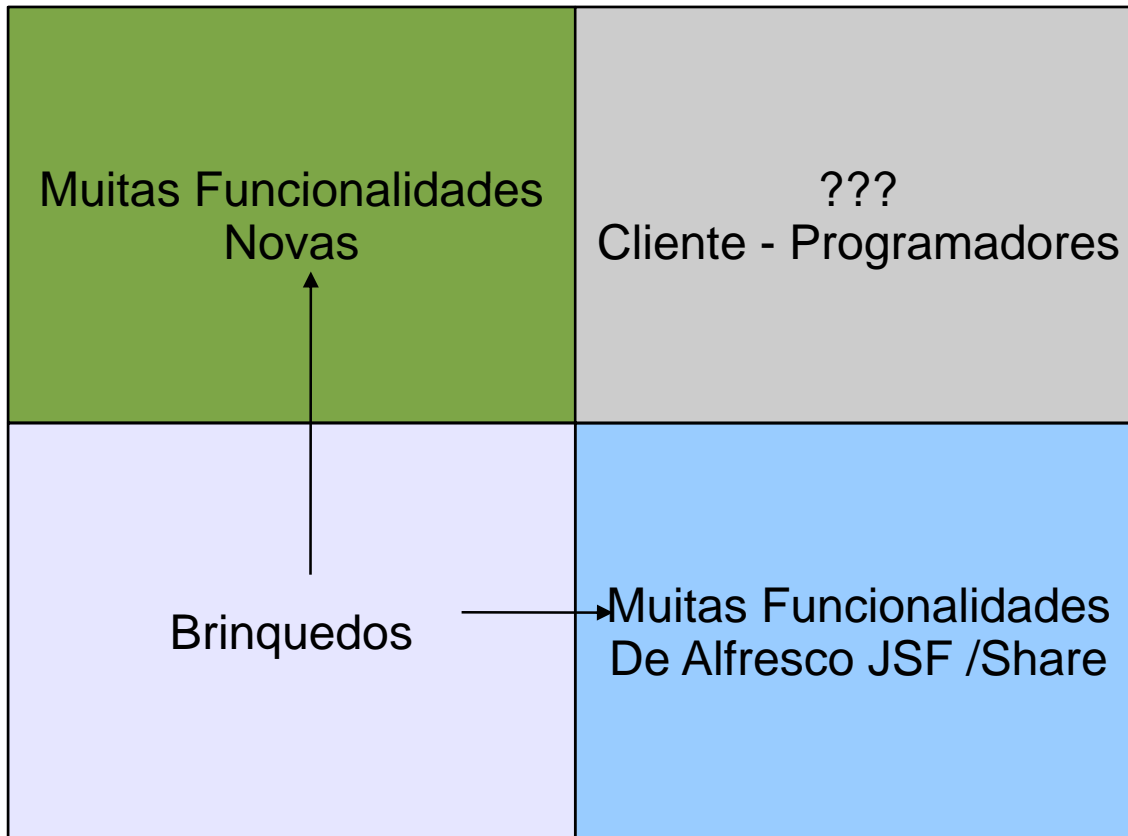 Muitas Funcionalidades
Novas
???
Cliente - Programadores
Brinquedos
Muitas Funcionalidades
De Alfresco JSF /Share